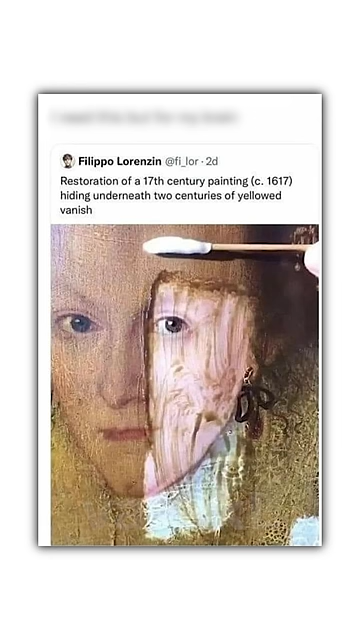 Filippo Lorenzin @fi_lor · 2d
Restoration of a 17th century painting (c. 1617)
hiding underneath two centuries of yellowed
vanish